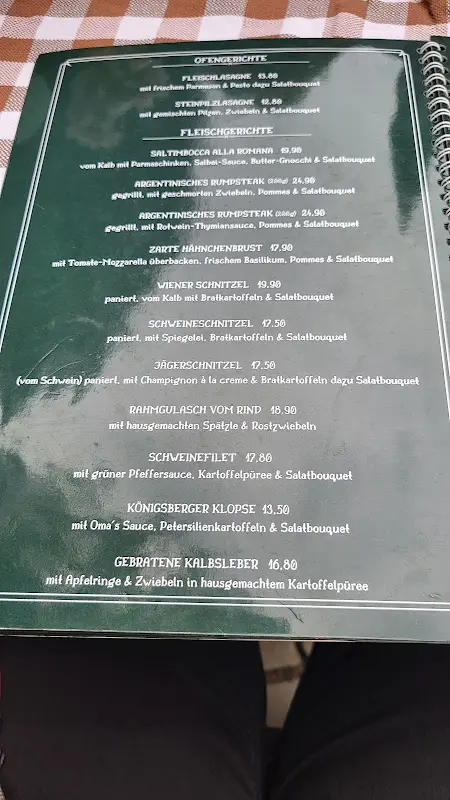 OFENGERICHTE
FLEISCHLASAGNE 13,80
mit frischem Parmesan & Pesto dazu Salatbouquet
STEINPILZLASAGNE 12,80
mit gemischten Pilzen, Zwiebeln & Salatbouquet
FLEISCHGERICHTE
SALTIMBOCCA ALLA ROMANA 19,90
vom Kalb mit Parmaschinken, Salbei-Sauce, Butter-Gnocchi & Salatbouquet
ARGENTINISCHES RUMPSTEAK (250g) 24,90
gegrillt, mit geschmorten Zwiebeln, Pommes & Salatbouquet
ARGENTINISCHES RUMPSTEAK (250g) 24,90
gegrillt, mit Rotwein-Thymiansauce, Pommes & Salatbouquet
ZARTE HÄHNCHENBRUST 17,90
mit Tomate-Mozzarella überbacken, frischem Basilikum, Pommes & Salatbouquet
WIENER SCHNITZEL 19,90
paniert, vom Kalb mit Bratkartoffeln & Salatbouquet
SCHWEINESCHNITZEL 17,50
paniert, mit Spiegelei, Bratkartoffeln & Salatbouquet
JÄGERSCHNITZEL 17,50
(vom Schwein) paniert, mit Champignon à la creme & Bratkartoffeln dazu Salatbouquet
RAHMGULASCH VOM RIND 18,90
mit hausgemachten Spätzle & Rostzwiebeln
SCHWEINEFILET 17,80
mit grüner Pfeffersauce, Kartoffelpüree & Salatbouquet
KÖNIGSBERGER KLOPSE 13,50
mit Oma's Sauce, Petersilienkartoffeln & Salatbouquet
GEBRATENE KALBSLEBER 16,80
mit Apfelringe & Zwiebeln in hausgemachtem Kartoffelpüree